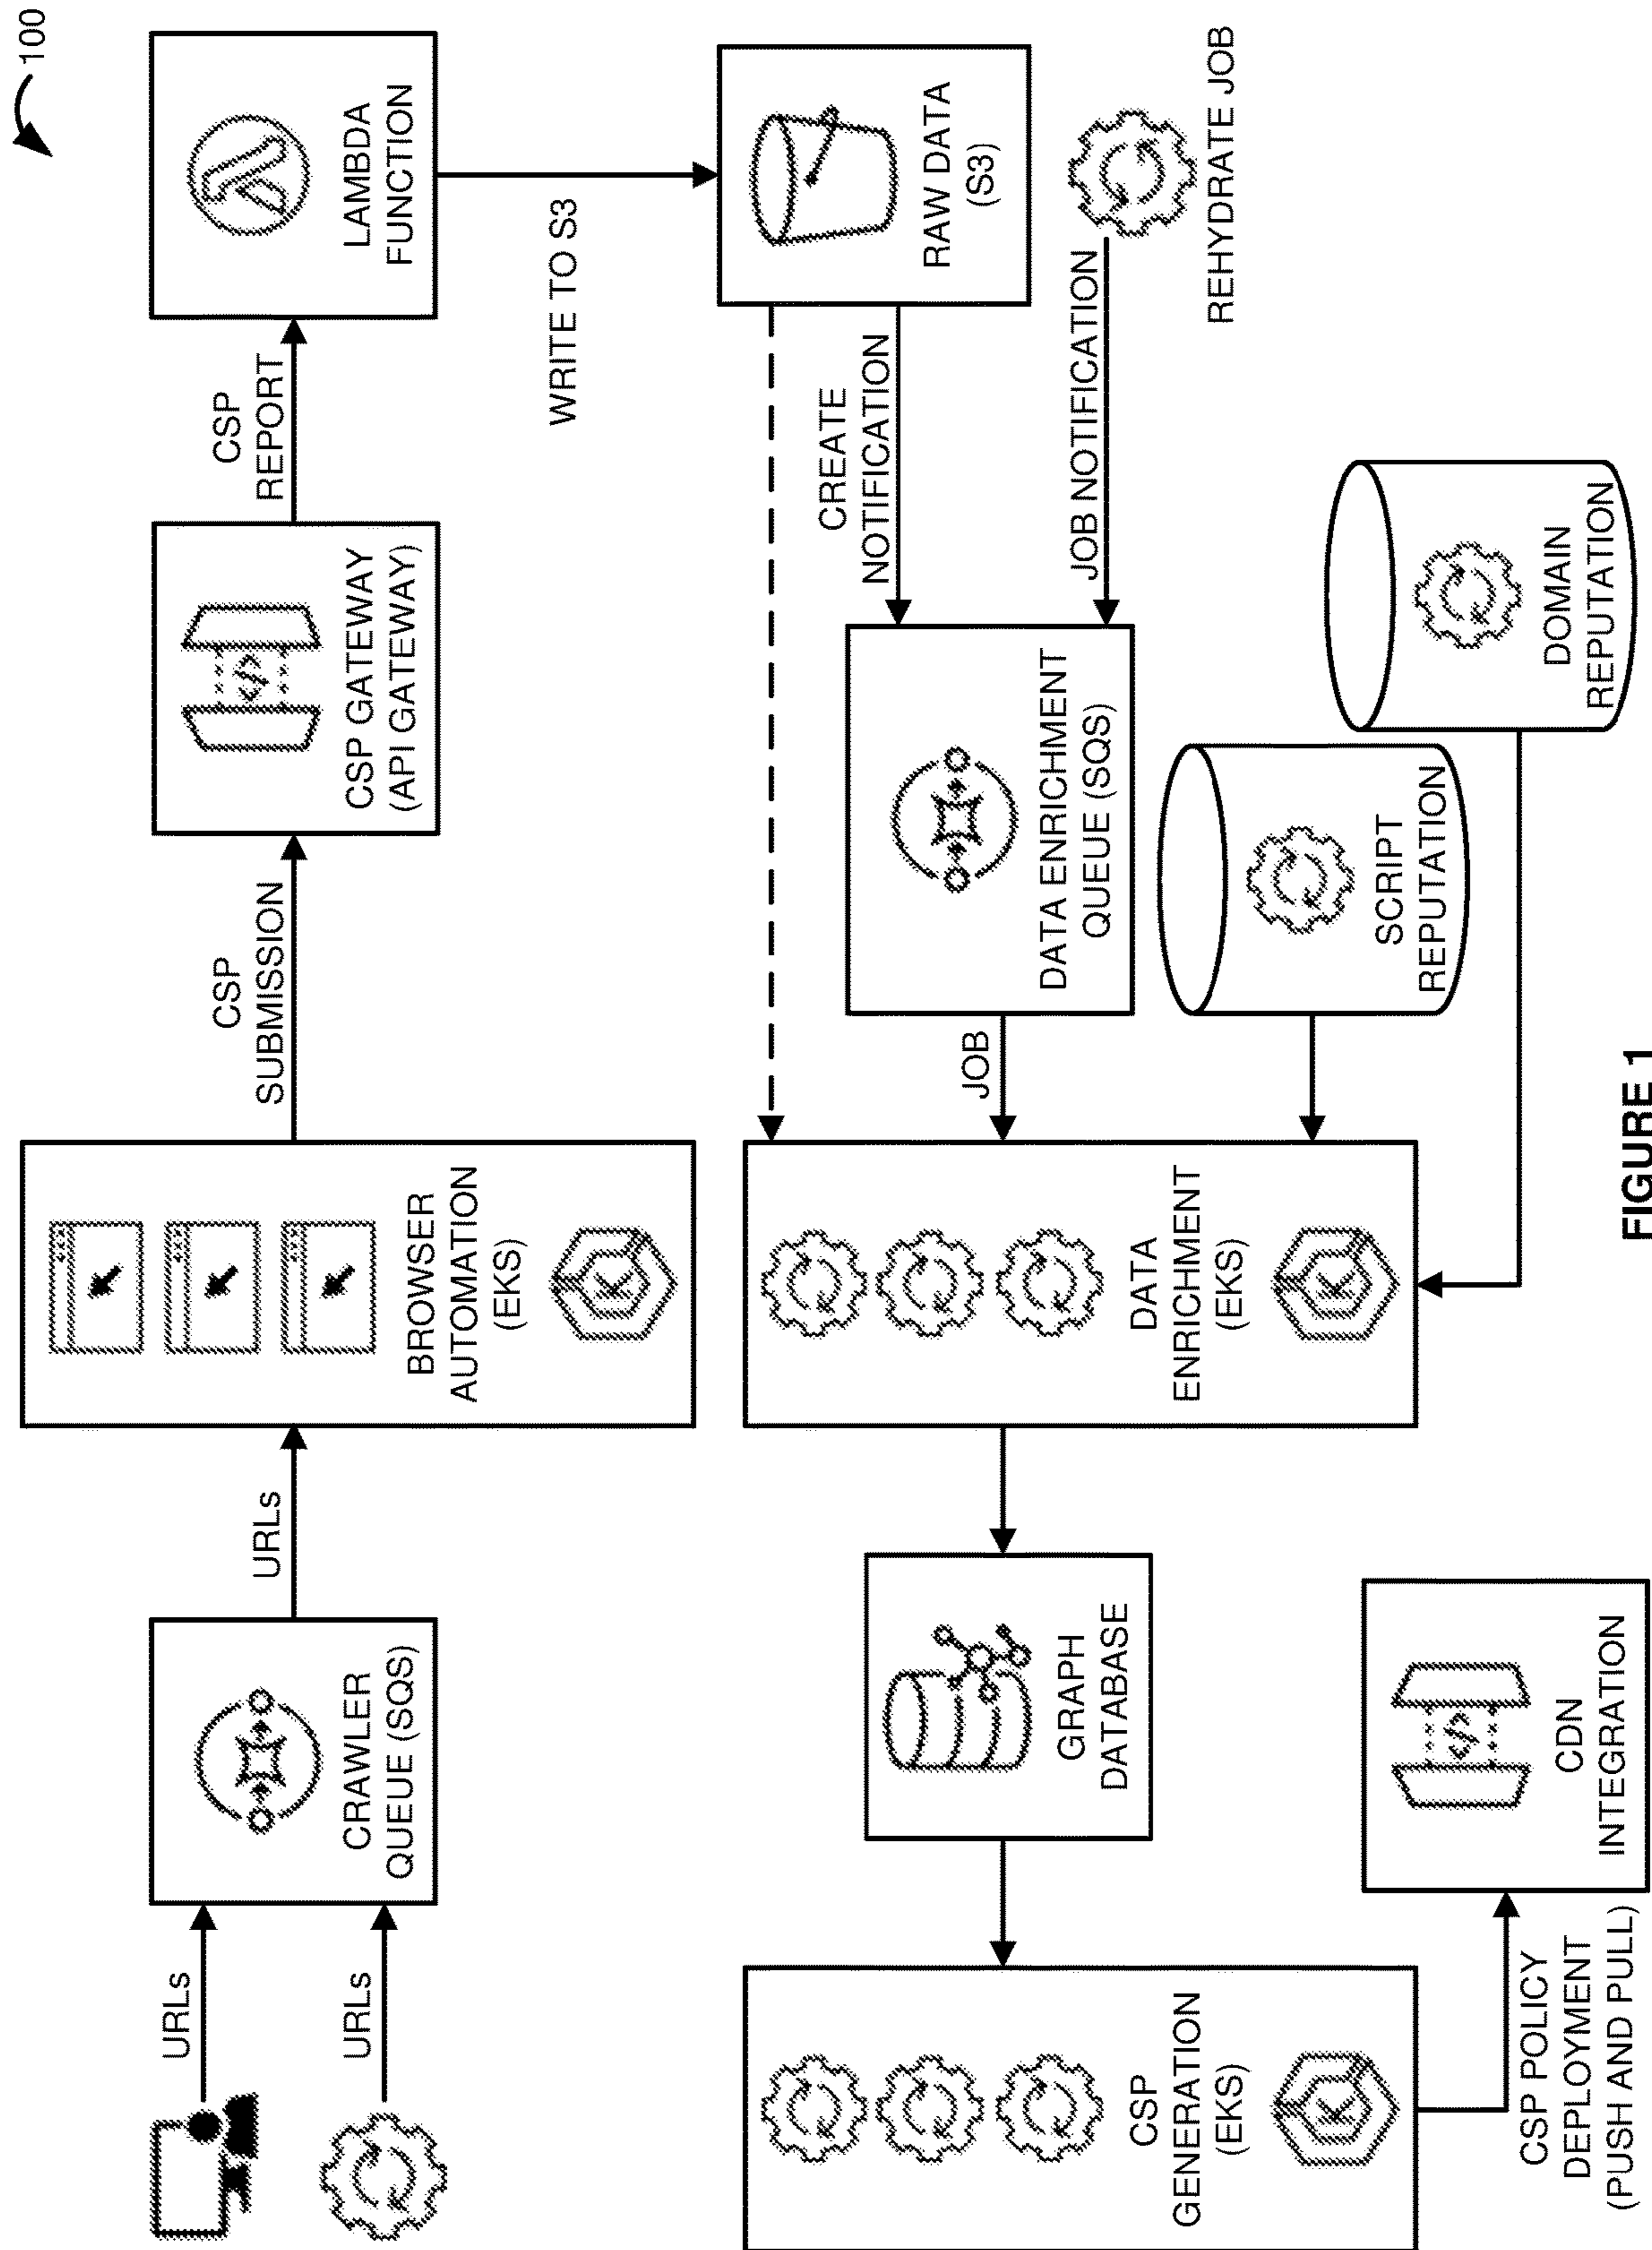 100
URLs
URLs
CRAWLER
QUEUE (SQS)
URLs
BROWSER
AUTOMATION
(EKS)
CSP
SUBMISSION
CSP GATEWAY
(API GATEWAY)
CSP
REPORT
LAMBDA
FUNCTION
WRITE TO S3
RAW DATA
(S3)
CREATE
NOTIFICATION
REHYDRATE JOB
JOB NOTIFICATION
DATA ENRICHMENT
QUEUE (SQS)
JOB
SCRIPT
REPUTATION
DOMAIN
REPUTATION
DATA
ENRICHMENT
(EKS)
GRAPH
DATABASE
CSP
GENERATION
(EKS)
CSP POLICY
DEPLOYMENT
(PUSH AND PULL)
CDN
INTEGRATION
FIGURE 1